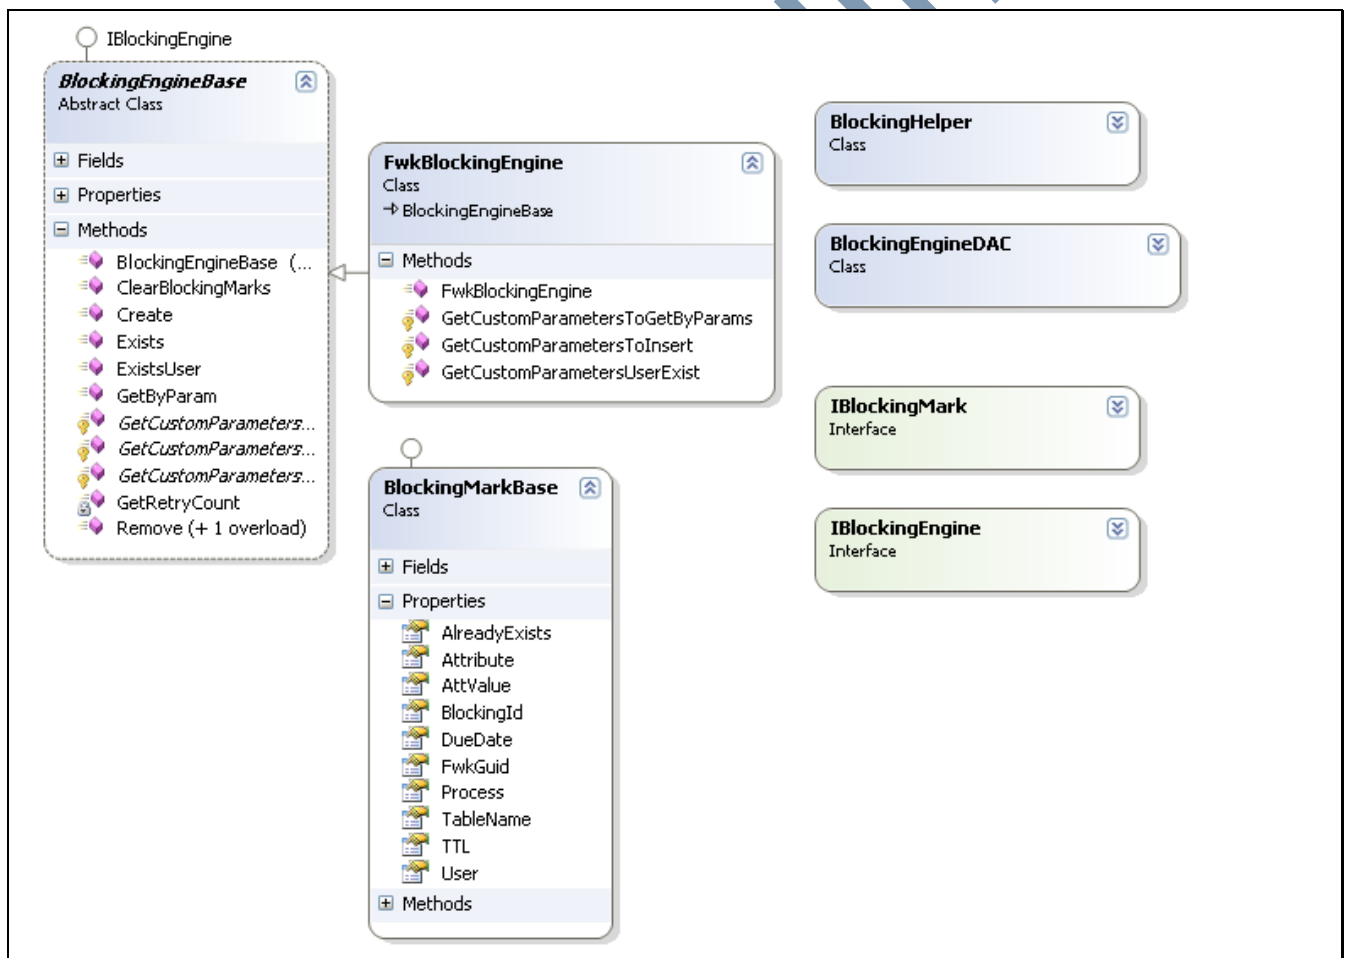 IBlockingEngine
BlockingEngineBase
Abstract Class
Fields
Properties
Methods
BlockingEngineBase (...
ClearBlockingMarks
Create
Exists
ExistsUser
GetByParam
GetCustomParameters...
GetCustomParameters...
GetCustomParameters...
GetRetryCount
Remove (+ 1 overload)
FwkBlockingEngine
Class
BlockingEngineBase
Methods
FwkBlockingEngine
GetCustomParametersToGetByParams
GetCustomParametersToInsert
GetCustomParametersUserExist
BlockingMarkBase
Class
Fields
Properties
AlreadyExists
Attribute
AttValue
BlockingId
DueDate
FwkGuid
Process
TableName
TTL
User
Methods
BlockingHelper
Class
BlockingEngineDAC
Class
IBlockingMark
Interface
IBlockingEngine
Interface